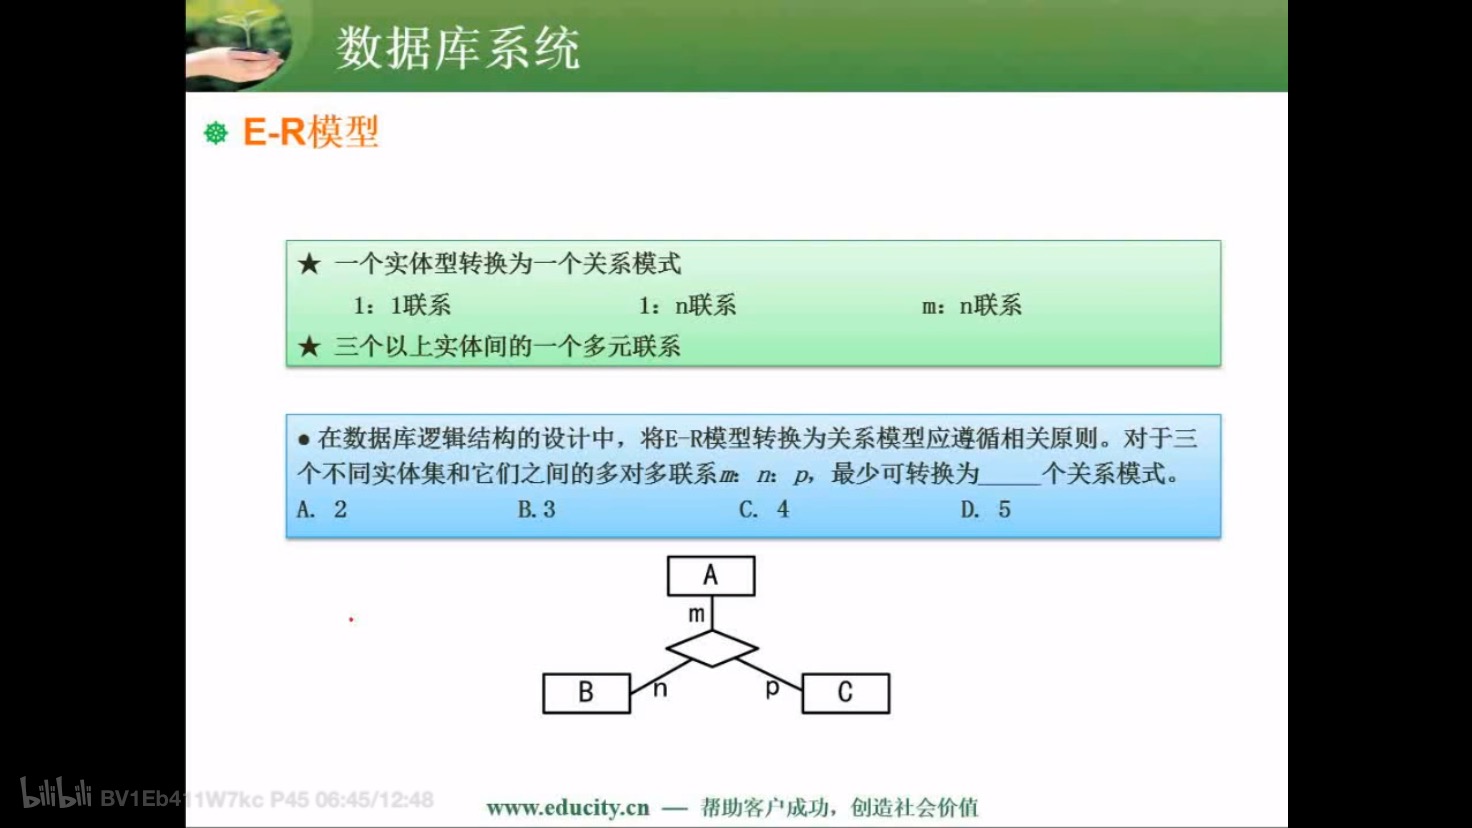 数据库系统
E-R模型
★ 一个实体型转换为一个关系模式
1：1联系 1：n联系 m：n联系
★ 三个以上实体间的一个多元联系
● 在数据库逻辑结构的设计中，将E-R模型转换为关系模型应遵循相关原则。对于三
个不同实体集和它们之间的多对多联系m：n：p，最少可转换为_____个关系模式。
A. 2 B.3 C. 4 D. 5
A
m
B n p C
bilibili BV1Eb411W7kc P45 06:45/12:48
www.educity.cn — 帮助客户成功，创造社会价值